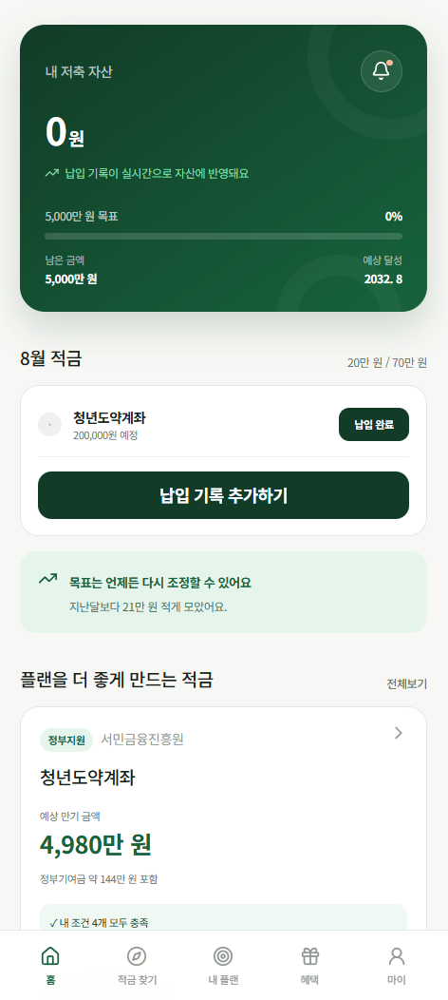 내 저축 자산
0원
납입 기록이 실시간으로 자산에 반영돼요
5,000만 원 목표
0%
남은 금액
예상 달성
5,000만 원
2032. 8
8월 적금
20만 원 / 70만 원
청년도약계좌
200,000원 예정
납입 완료
납입 기록 추가하기
목표는 언제든 다시 조정할 수 있어요
지난달보다 21만 원 적게 모았어요.
플랜을 더 좋게 만드는 적금
전체보기
정부지원
서민금융진흥원
청년도약계좌
예상 만기 금액
4,980만 원
정부기여금 약 144만 원 포함
✓ 내 조건 4개 모두 충족
홈
적금 찾기
내 플랜
혜택
마이